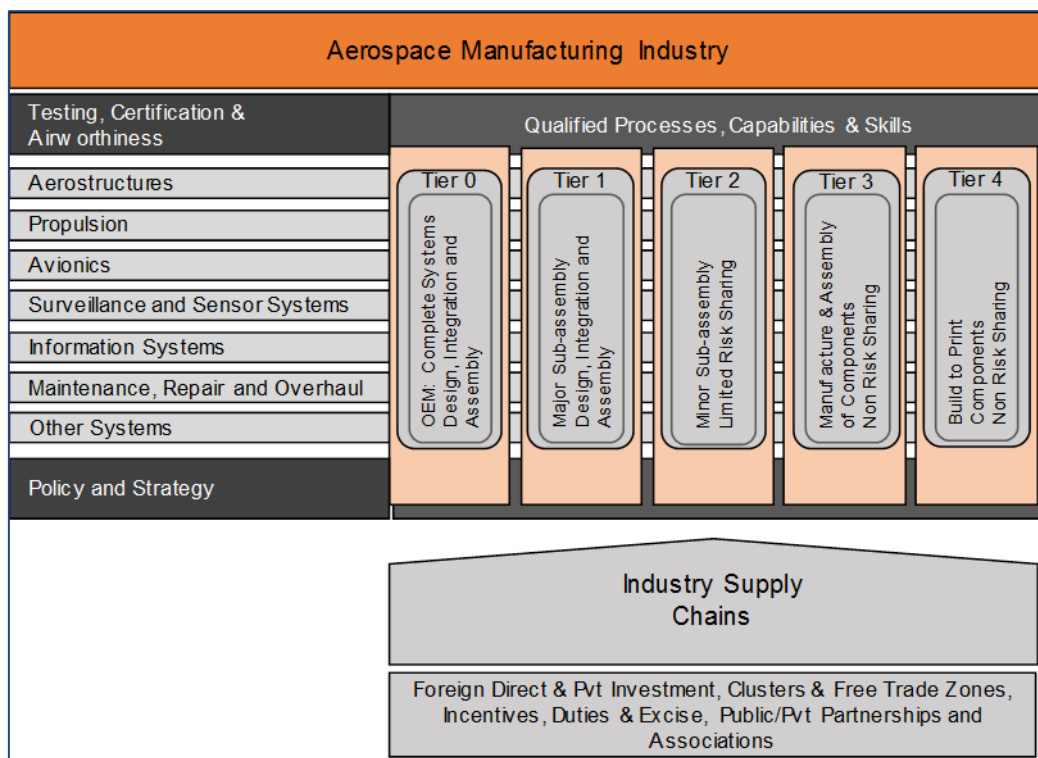 Aerospace Manufacturing Industry
Testing, Certification &
Airworthiness
Qualified Processes, Capabilities & Skills
Aerostructures
Propulsion
Avionics
Surveillance and Sensor Systems
Information Systems
Maintenance, Repair and Overhaul
Other Systems
Policy and Strategy
Tier 0
OEM: Complete Systems
Design, Integration and
Assembly
Tier 1
Major Sub-assembly
Design, Integration and
Assembly
Tier 2
Minor Sub-assembly
Limited Risk Sharing
Tier 3
Manufacture & Assembly
of Components
Non Risk Sharing
Tier 4
Build to Print
Components
Non Risk Sharing
Industry Supply
Chains
Foreign Direct & Pvt Investment, Clusters & Free Trade Zones,
Incentives, Duties & Excise, Public/Pvt Partnerships and
Associations